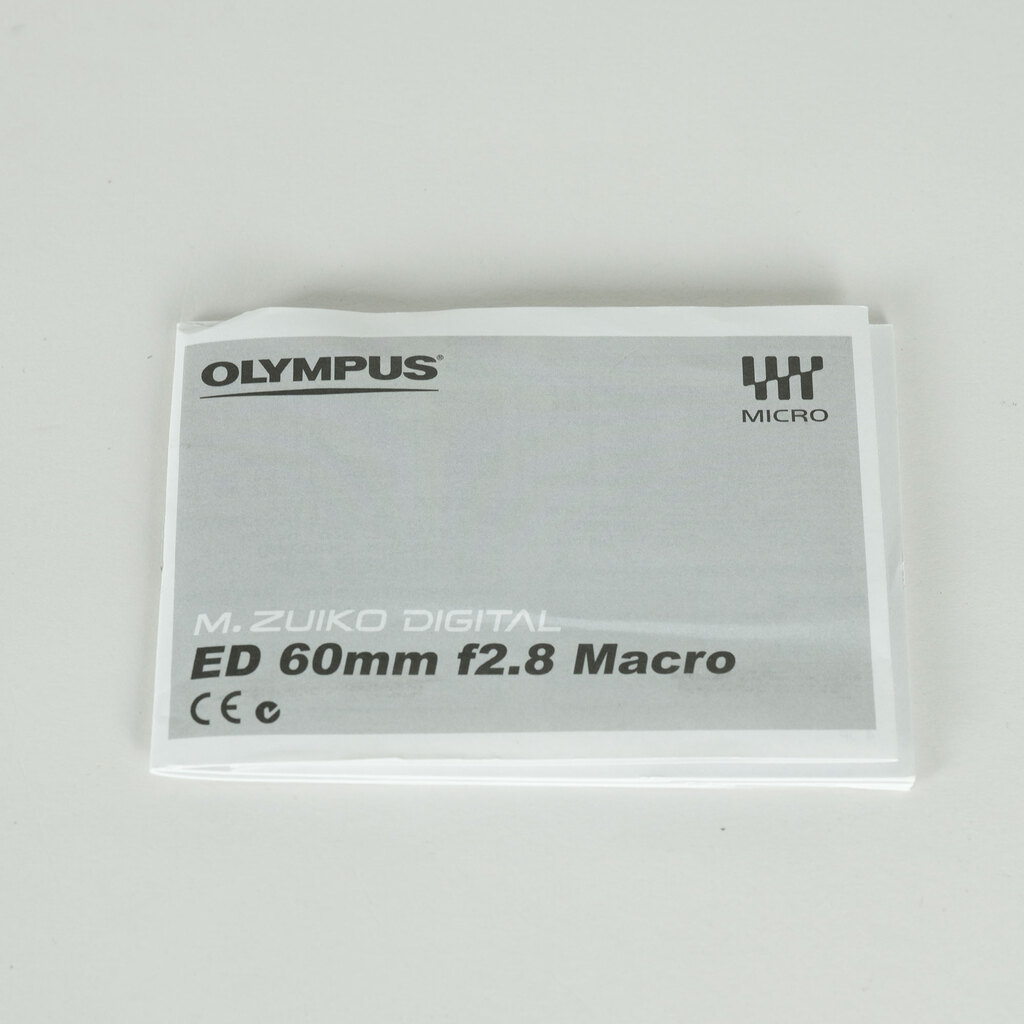 OLYMPUS®
MICRO
M. ZUIKO DIGITAL
ED 60mm f2.8 Macro
CE